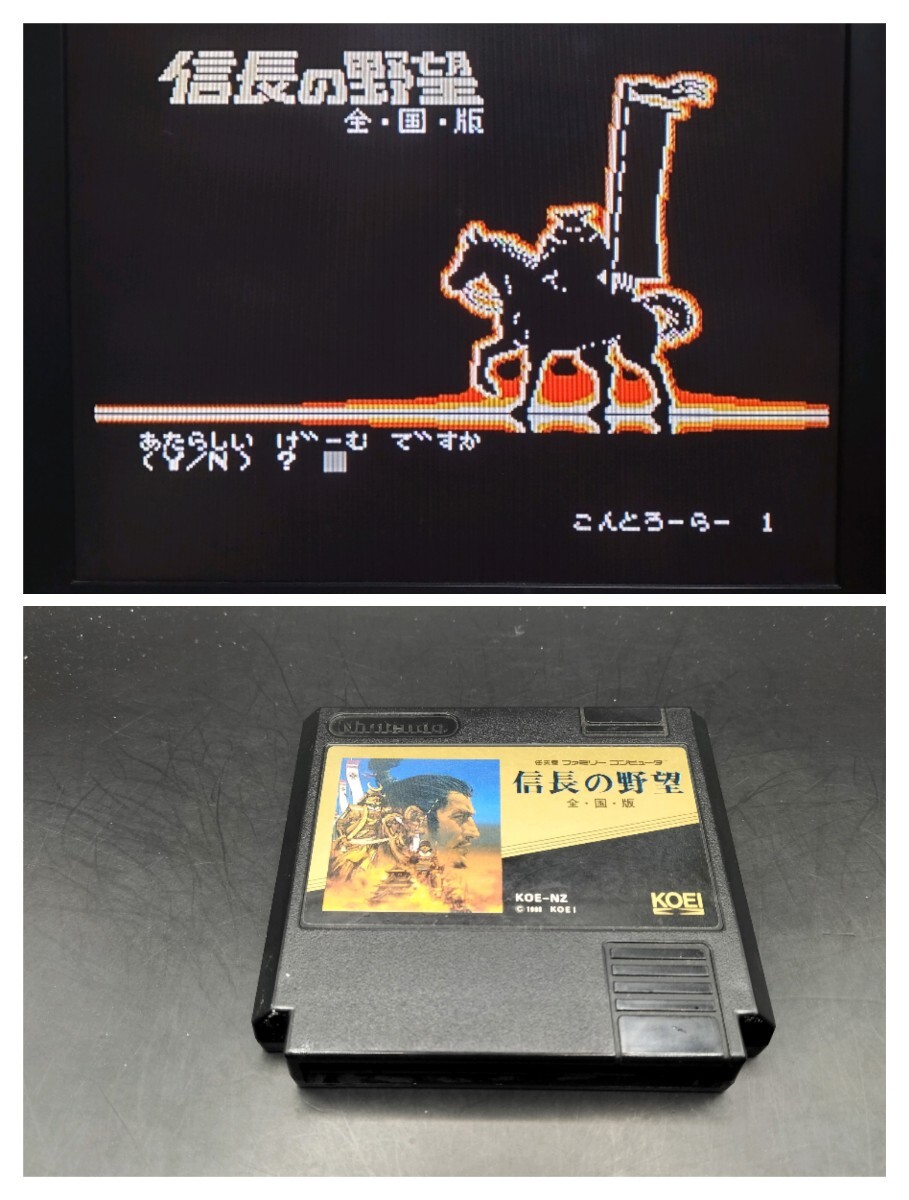 信長の野望
全・国・版
あたらしい げ゛ーむ で゛すか
(Y/N) ?
こんとろーらー 1
Nintendo
任天堂 ファミリー コンピュータ™
信長の野望
全・国・版
KOE-NZ
© 1988 KOEI
KOEI